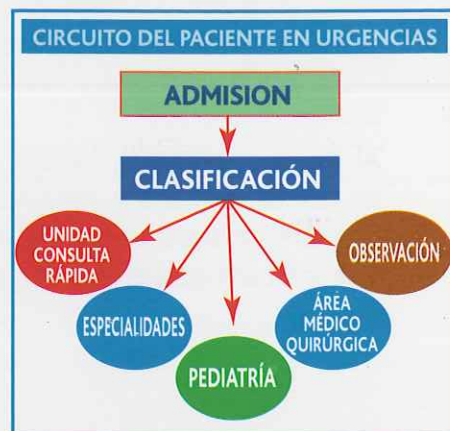 CIRCUITO DEL PACIENTE EN URGENCIAS
ADMISION
CLASIFICACIÓN
UNIDAD
CONSULTA
RÁPIDA
ESPECIALIDADES
PEDIATRÍA
ÁREA
MÉDICO
QUIRÚRGICA
OBSERVACIÓN